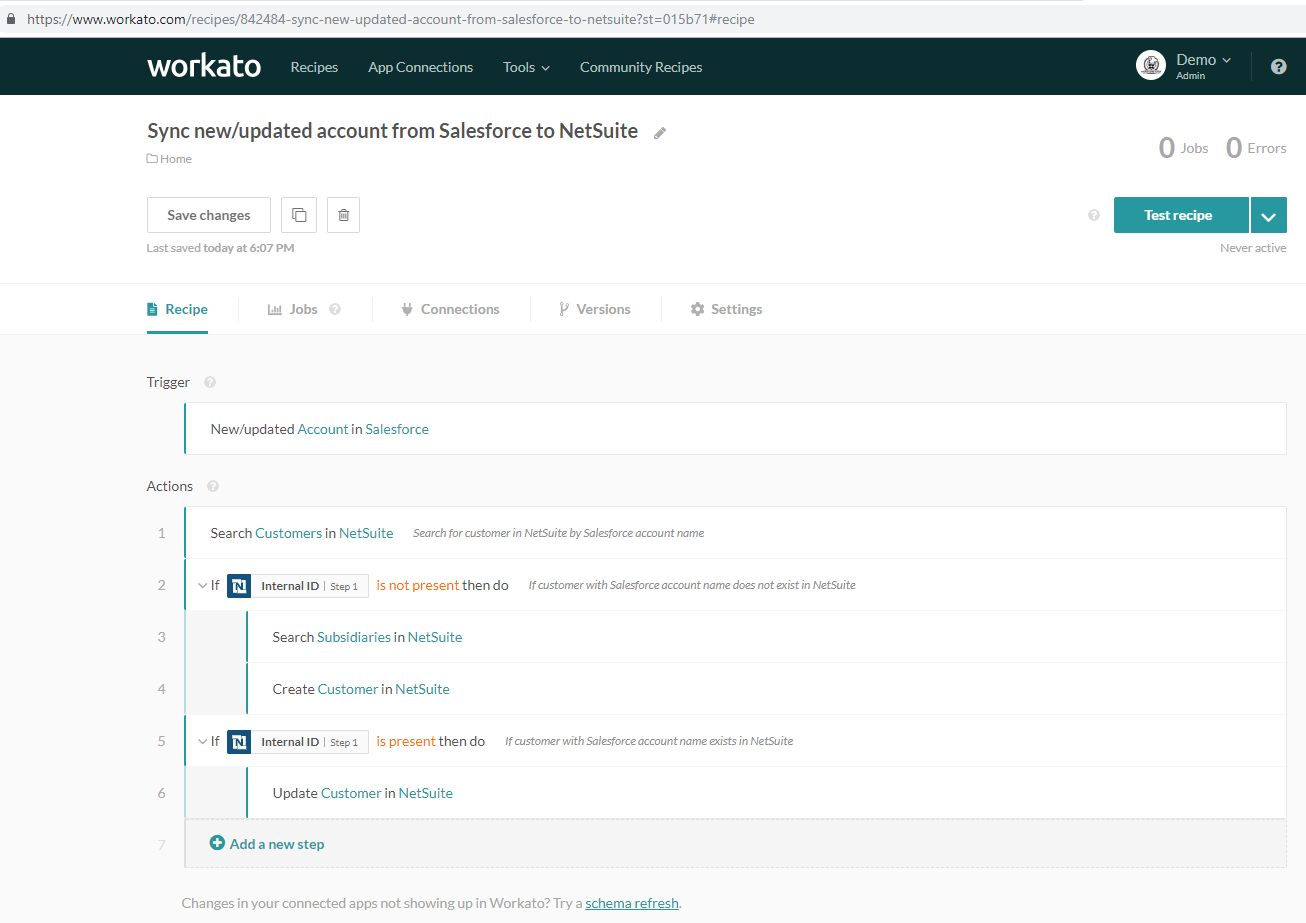 https://www.workato.com/recipes/842484-sync-new-updated-account-from-salesforce-to-netsuite?st=015b71#recipe
workato Recipes App Connections Tools Community Recipes Demo ?
Admin
Sync new/updated account from Salesforce to NetSuite
Home
0 Jobs 0 Errors
Save changes ? Test recipe
Last saved today at 6:07 PM Never active
Recipe Jobs ? Connections Versions Settings
Trigger ?
New/updated Account in Salesforce
Actions ?
1 Search Customers in NetSuite Search for customer in NetSuite by Salesforce account name
2 If N Internal ID | Step 1 is not present then do If customer with Salesforce account name does not exist in NetSuite
3 Search Subsidiaries in NetSuite
4 Create Customer in NetSuite
5 If N Internal ID | Step 1 is present then do If customer with Salesforce account name exists in NetSuite
6 Update Customer in NetSuite
7 Add a new step
Changes in your connected apps not showing up in Workato? Try a schema refresh.